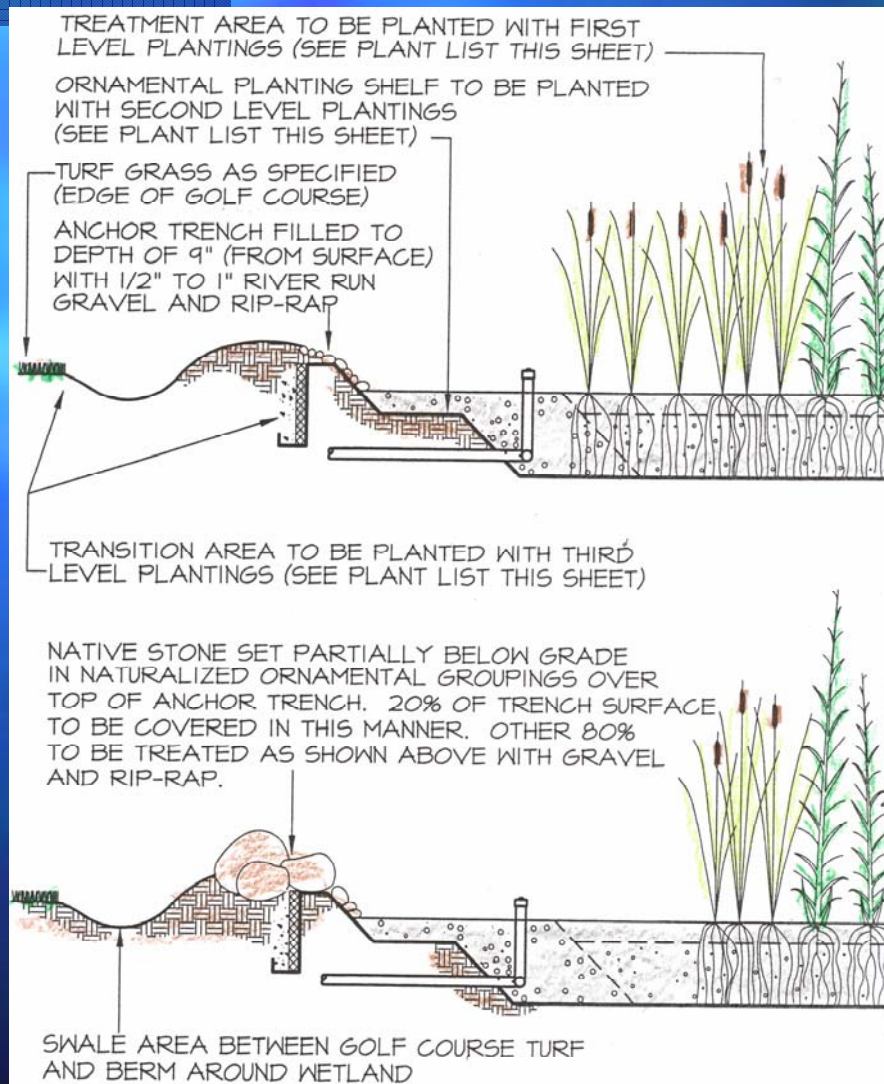 TREATMENT AREA TO BE PLANTED WITH FIRST
LEVEL PLANTINGS (SEE PLANT LIST THIS SHEET)
ORNAMENTAL PLANTING SHELF TO BE PLANTED
WITH SECOND LEVEL PLANTINGS
(SEE PLANT LIST THIS SHEET)
TURF GRASS AS SPECIFIED
(EDGE OF GOLF COURSE)
ANCHOR TRENCH FILLED TO
DEPTH OF 9" (FROM SURFACE)
WITH 1/2" TO 1" RIVER RUN
GRAVEL AND RIP-RAP
TRANSITION AREA TO BE PLANTED WITH THIRD
LEVEL PLANTINGS (SEE PLANT LIST THIS SHEET)
NATIVE STONE SET PARTIALLY BELOW GRADE
IN NATURALIZED ORNAMENTAL GROUPINGS OVER
TOP OF ANCHOR TRENCH. 20% OF TRENCH SURFACE
TO BE COVERED IN THIS MANNER. OTHER 80%
TO BE TREATED AS SHOWN ABOVE WITH GRAVEL
AND RIP-RAP.
SWALE AREA BETWEEN GOLF COURSE TURF
AND BERM AROUND WETLAND